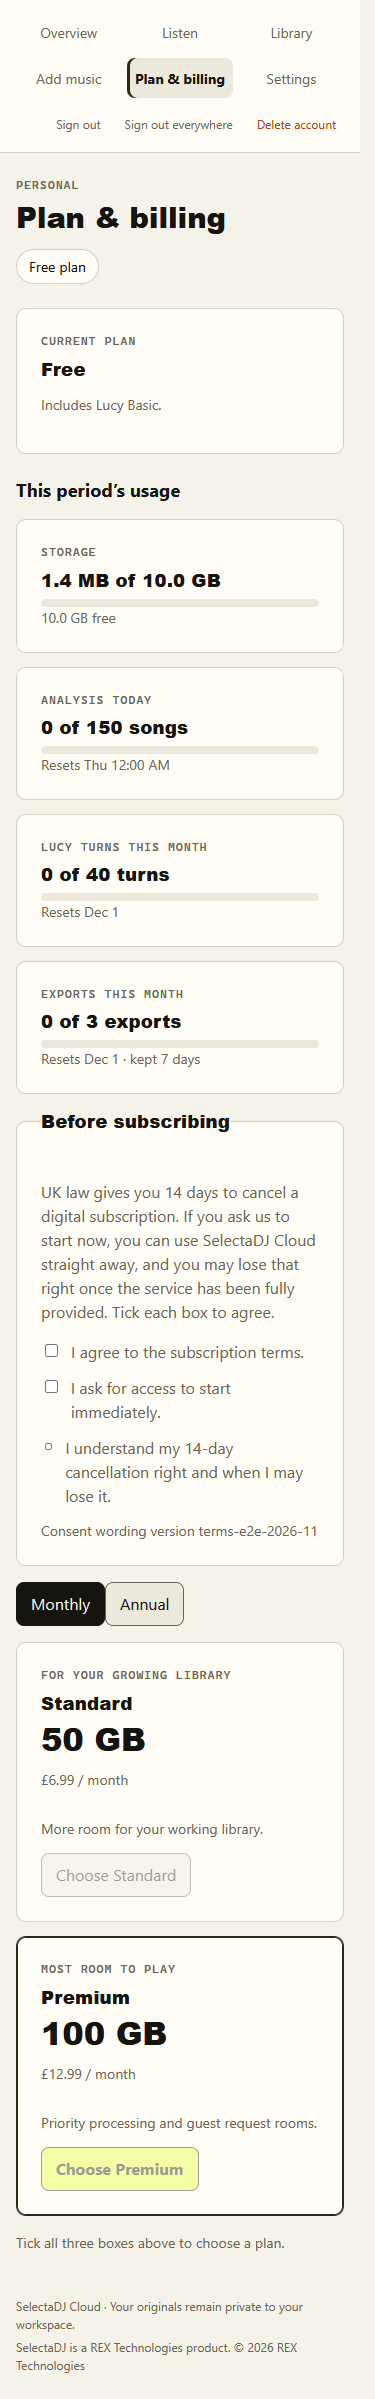 Overview Listen Library
Add music Plan & billing Settings
Sign out Sign out everywhere Delete account
PERSONAL
Plan & billing
Free plan
CURRENT PLAN
Free
Includes Lucy Basic.
This period’s usage
STORAGE
1.4 MB of 10.0 GB
10.0 GB free
ANALYSIS TODAY
0 of 150 songs
Resets Thu 12:00 AM
LUCY TURNS THIS MONTH
0 of 40 turns
Resets Dec 1
EXPORTS THIS MONTH
0 of 3 exports
Resets Dec 1 · kept 7 days
Before subscribing
UK law gives you 14 days to cancel a
digital subscription. If you ask us to
start now, you can use SelectaDJ Cloud
straight away, and you may lose that
right once the service has been fully
provided. Tick each box to agree.
I agree to the subscription terms.
I ask for access to start
immediately.
I understand my 14-day
cancellation right and when I may
lose it.
Consent wording version terms-e2e-2026-11
Monthly Annual
FOR YOUR GROWING LIBRARY
Standard
50 GB
£6.99 / month
More room for your working library.
Choose Standard
MOST ROOM TO PLAY
Premium
100 GB
£12.99 / month
Priority processing and guest request rooms.
Choose Premium
Tick all three boxes above to choose a plan.
SelectaDJ Cloud · Your originals remain private to your
workspace.
SelectaDJ is a REX Technologies product. © 2026 REX
Technologies